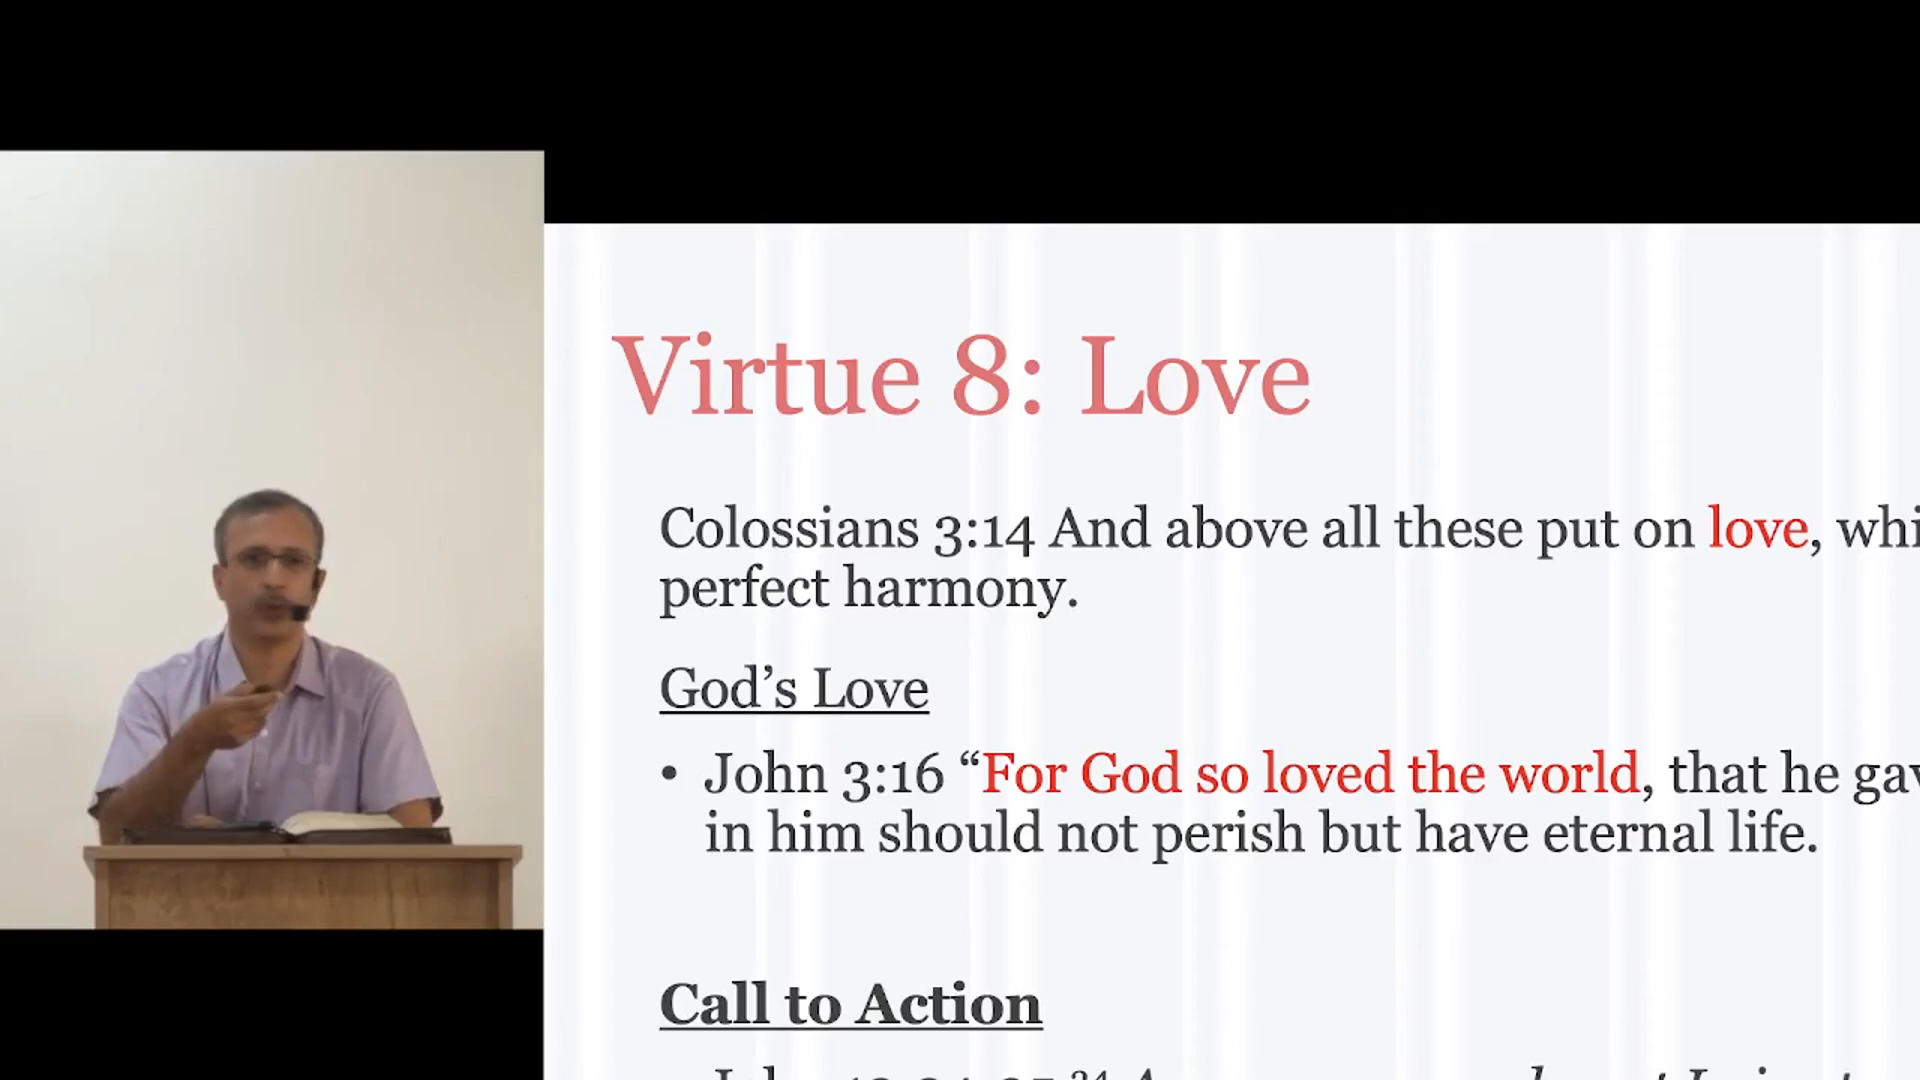 Virtue 8: Love
Colossians 3:14 And above all these put on love, whi
perfect harmony.
God’s Love
• John 3:16 “For God so loved the world, that he gav
in him should not perish but have eternal life.
Call to Action